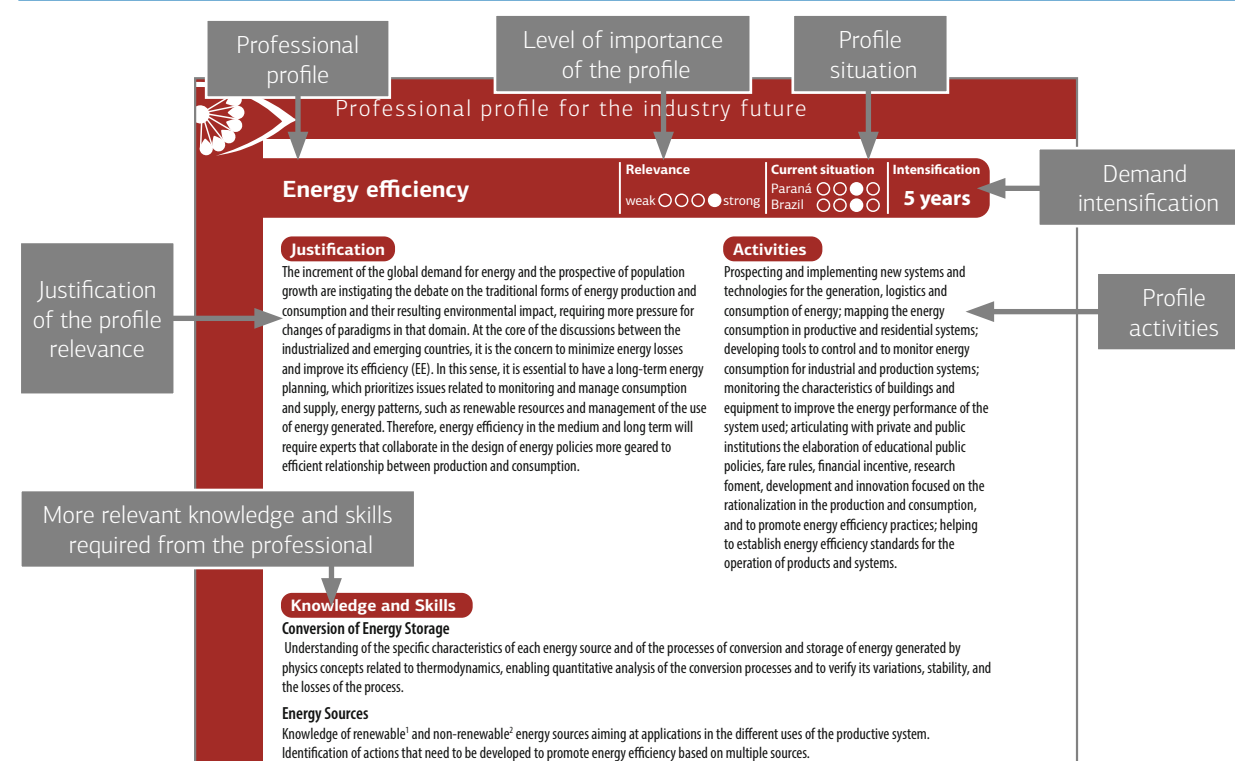 Professional
profile
Level of importance
of the profile
Profile
situation
Professional profile for the industry future
Energy efficiency
Relevance
weak strong
Current situation
Paraná
Brazil
Intensification
5 years
Demand
intensification
Justification
of the profile
relevance
Justification
The increment of the global demand for energy and the prospective of population
growth are instigating the debate on the traditional forms of energy production and
consumption and their resulting environmental impact, requiring more pressure for
changes of paradigms in that domain. At the core of the discussions between the
industrialized and emerging countries, it is the concern to minimize energy losses
and improve its efficiency (EE). In this sense, it is essential to have a long-term energy
planning, which prioritizes issues related to monitoring and manage consumption
and supply, energy patterns, such as renewable resources and management of the use
of energy generated. Therefore, energy efficiency in the medium and long term will
require experts that collaborate in the design of energy policies more geared to
efficient relationship between production and consumption.
Activities
Prospecting and implementing new systems and
technologies for the generation, logistics and
consumption of energy; mapping the energy
consumption in productive and residential systems;
developing tools to control and to monitor energy
consumption for industrial and production systems;
monitoring the characteristics of buildings and
equipment to improve the energy performance of the
system used; articulating with private and public
institutions the elaboration of educational public
policies, fare rules, financial incentive, research
foment, development and innovation focused on the
rationalization in the production and consumption,
and to promote energy efficiency practices; helping
to establish energy efficiency standards for the
operation of products and systems.
Profile
activities
More relevant knowledge and skills
required from the professional
Knowledge and Skills
Conversion of Energy Storage
Understanding of the specific characteristics of each energy source and of the processes of conversion and storage of energy generated by
physics concepts related to thermodynamics, enabling quantitative analysis of the conversion processes and to verify its variations, stability, and
the losses of the process.
Energy Sources
Knowledge of renewable¹ and non-renewable² energy sources aiming at applications in the different uses of the productive system.
Identification of actions that need to be developed to promote energy efficiency based on multiple sources.